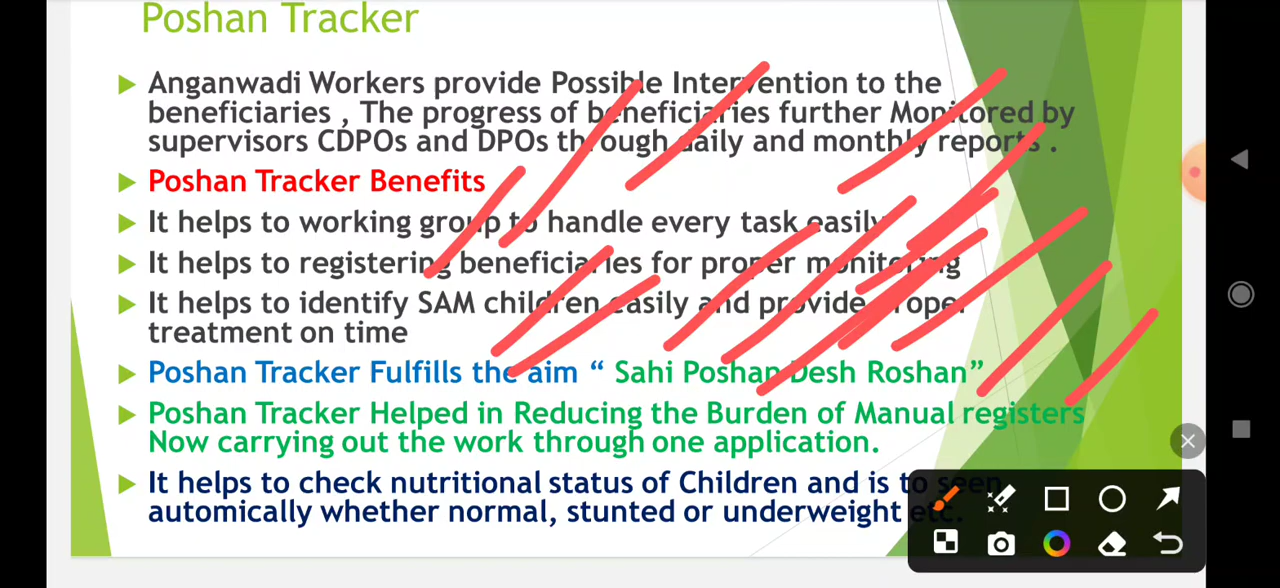 Poshan Tracker
Anganwadi Workers provide Possible Intervention to the
beneficiaries , The progress of beneficiaries further Monitored by
supervisors CDPOs and DPOs through daily and monthly reports .
Poshan Tracker Benefits
It helps to working group to handle every task easily
It helps to registering beneficiaries for proper monitoring
It helps to identify SAM children easily and provide proper
treatment on time
Poshan Tracker Fulfills the aim “ Sahi Poshan Desh Roshan”
Poshan Tracker Helped in Reducing the Burden of Manual registers
Now carrying out the work through one application.
It helps to check nutritional status of Children and is to seen
automically whether normal, stunted or underweight etc.